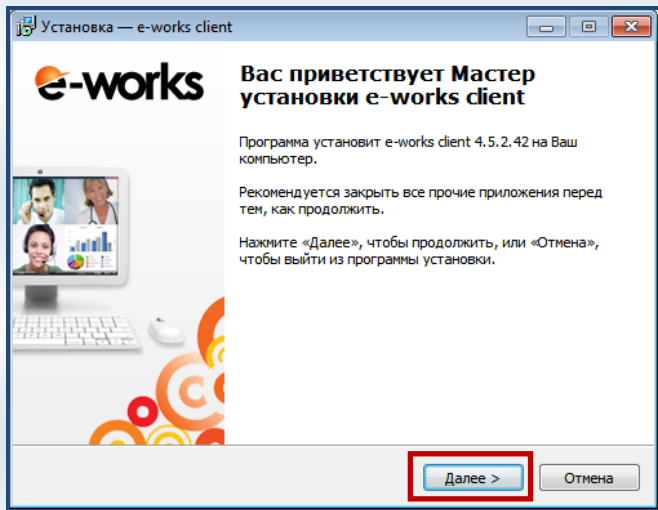 Установка — e-works client
e-works
Вас приветствует Мастер
установки e-works client
Программа установит e-works client 4.5.2.42 на Ваш
компьютер.
Рекомендуется закрыть все прочие приложения перед
тем, как продолжить.
Нажмите «Далее», чтобы продолжить, или «Отмена»,
чтобы выйти из программы установки.
Далее >
Отмена